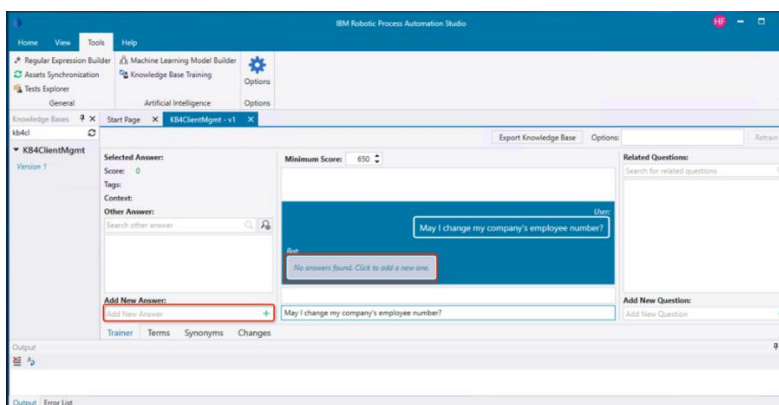 IBM Robotic Process Automation Studio
HF
Home View Tools Help
Regular Expression Builder
Machine Learning Model Builder
Assets Synchronization
Knowledge Base Training
Tests Explorer
Options
General Artificial Intelligence Options
Knowledge Bases
Start Page X KB4ClientMgmt - v1 X
kb4cl
Export Knowledge Base Options: Retrain
KB4ClientMgmt
Version 1
Selected Answer:
Score: 0
Tags:
Context:
Other Answer:
Search other answer
Add New Answer:
Add New Answer +
Minimum Score: 650
User:
May I change my company's employee number?
Bot:
No answers found. Click to add a new one.
May I change my company's employee number?
Related Questions:
Search for related questions
Add New Question:
Add New Question
Trainer Terms Synonyms Changes
Output
Output Error List